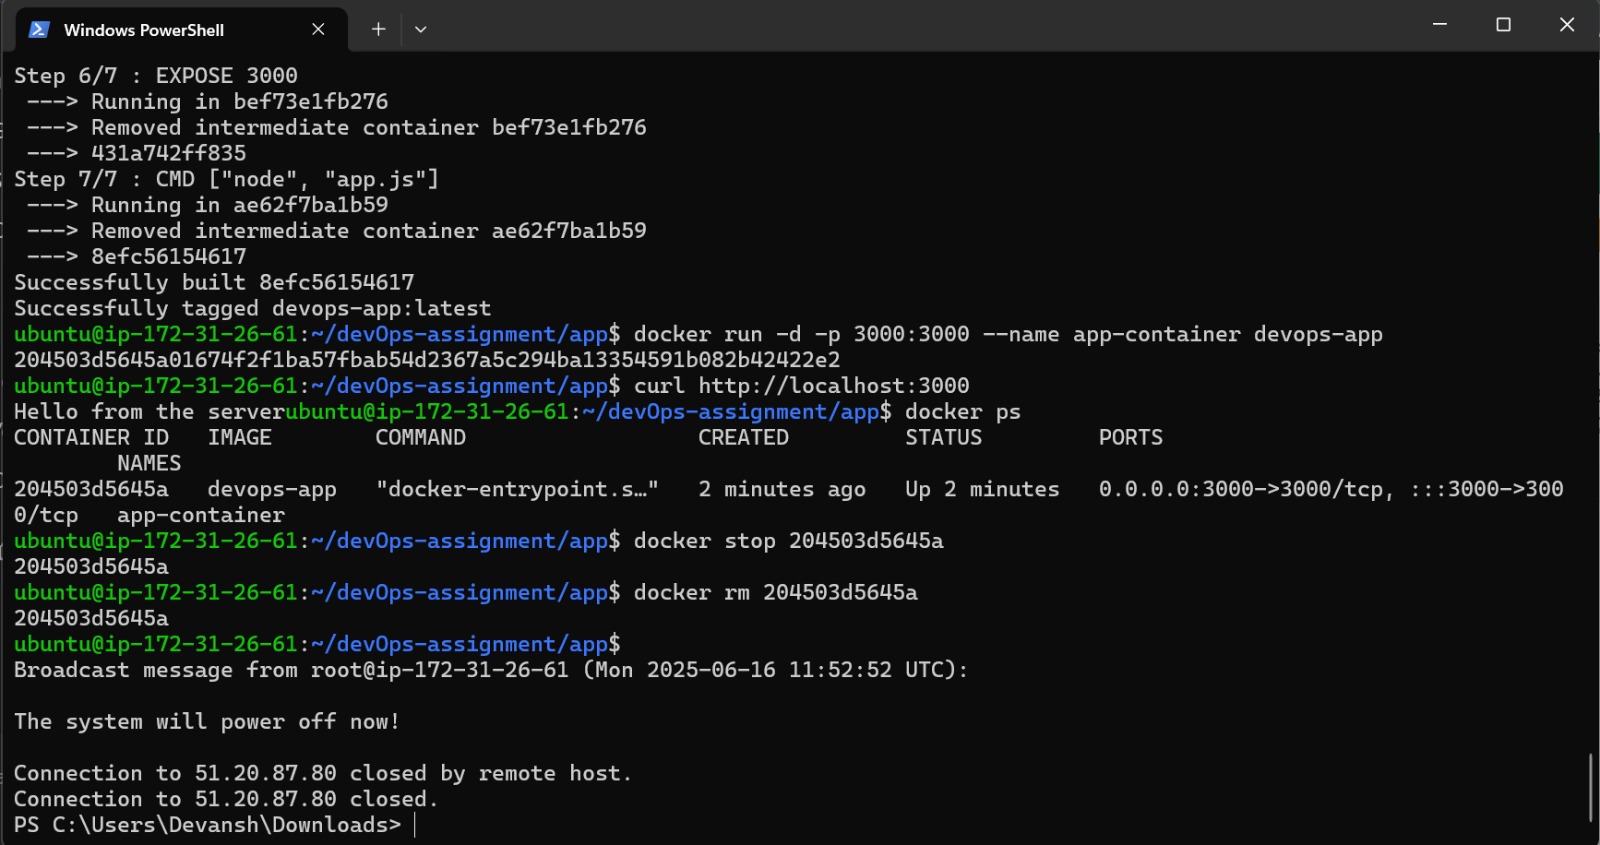 Windows PowerShell
Step 6/7 : EXPOSE 3000
 ---> Running in bef73e1fb276
 ---> Removed intermediate container bef73e1fb276
 ---> 431a742ff835
Step 7/7 : CMD ["node", "app.js"]
 ---> Running in ae62f7ba1b59
 ---> Removed intermediate container ae62f7ba1b59
 ---> 8efc56154617
Successfully built 8efc56154617
Successfully tagged devops-app:latest
ubuntu@ip-172-31-26-61:~/devOps-assignment/app$ docker run -d -p 3000:3000 --name app-container devops-app
204503d5645a01674f2f1ba57fbab54d2367a5c294ba13354591b082b42422e2
ubuntu@ip-172-31-26-61:~/devOps-assignment/app$ curl http://localhost:3000
Hello from the serverubuntu@ip-172-31-26-61:~/devOps-assignment/app$ docker ps
CONTAINER ID   IMAGE        COMMAND                  CREATED         STATUS         PORTS
        NAMES
204503d5645a   devops-app   "docker-entrypoint.s…"   2 minutes ago   Up 2 minutes   0.0.0.0:3000->3000/tcp, :::3000->300
0/tcp   app-container
ubuntu@ip-172-31-26-61:~/devOps-assignment/app$ docker stop 204503d5645a
204503d5645a
ubuntu@ip-172-31-26-61:~/devOps-assignment/app$ docker rm 204503d5645a
204503d5645a
ubuntu@ip-172-31-26-61:~/devOps-assignment/app$
Broadcast message from root@ip-172-31-26-61 (Mon 2025-06-16 11:52:52 UTC):
The system will power off now!
Connection to 51.20.87.80 closed by remote host.
Connection to 51.20.87.80 closed.
PS C:\Users\Devansh\Downloads>